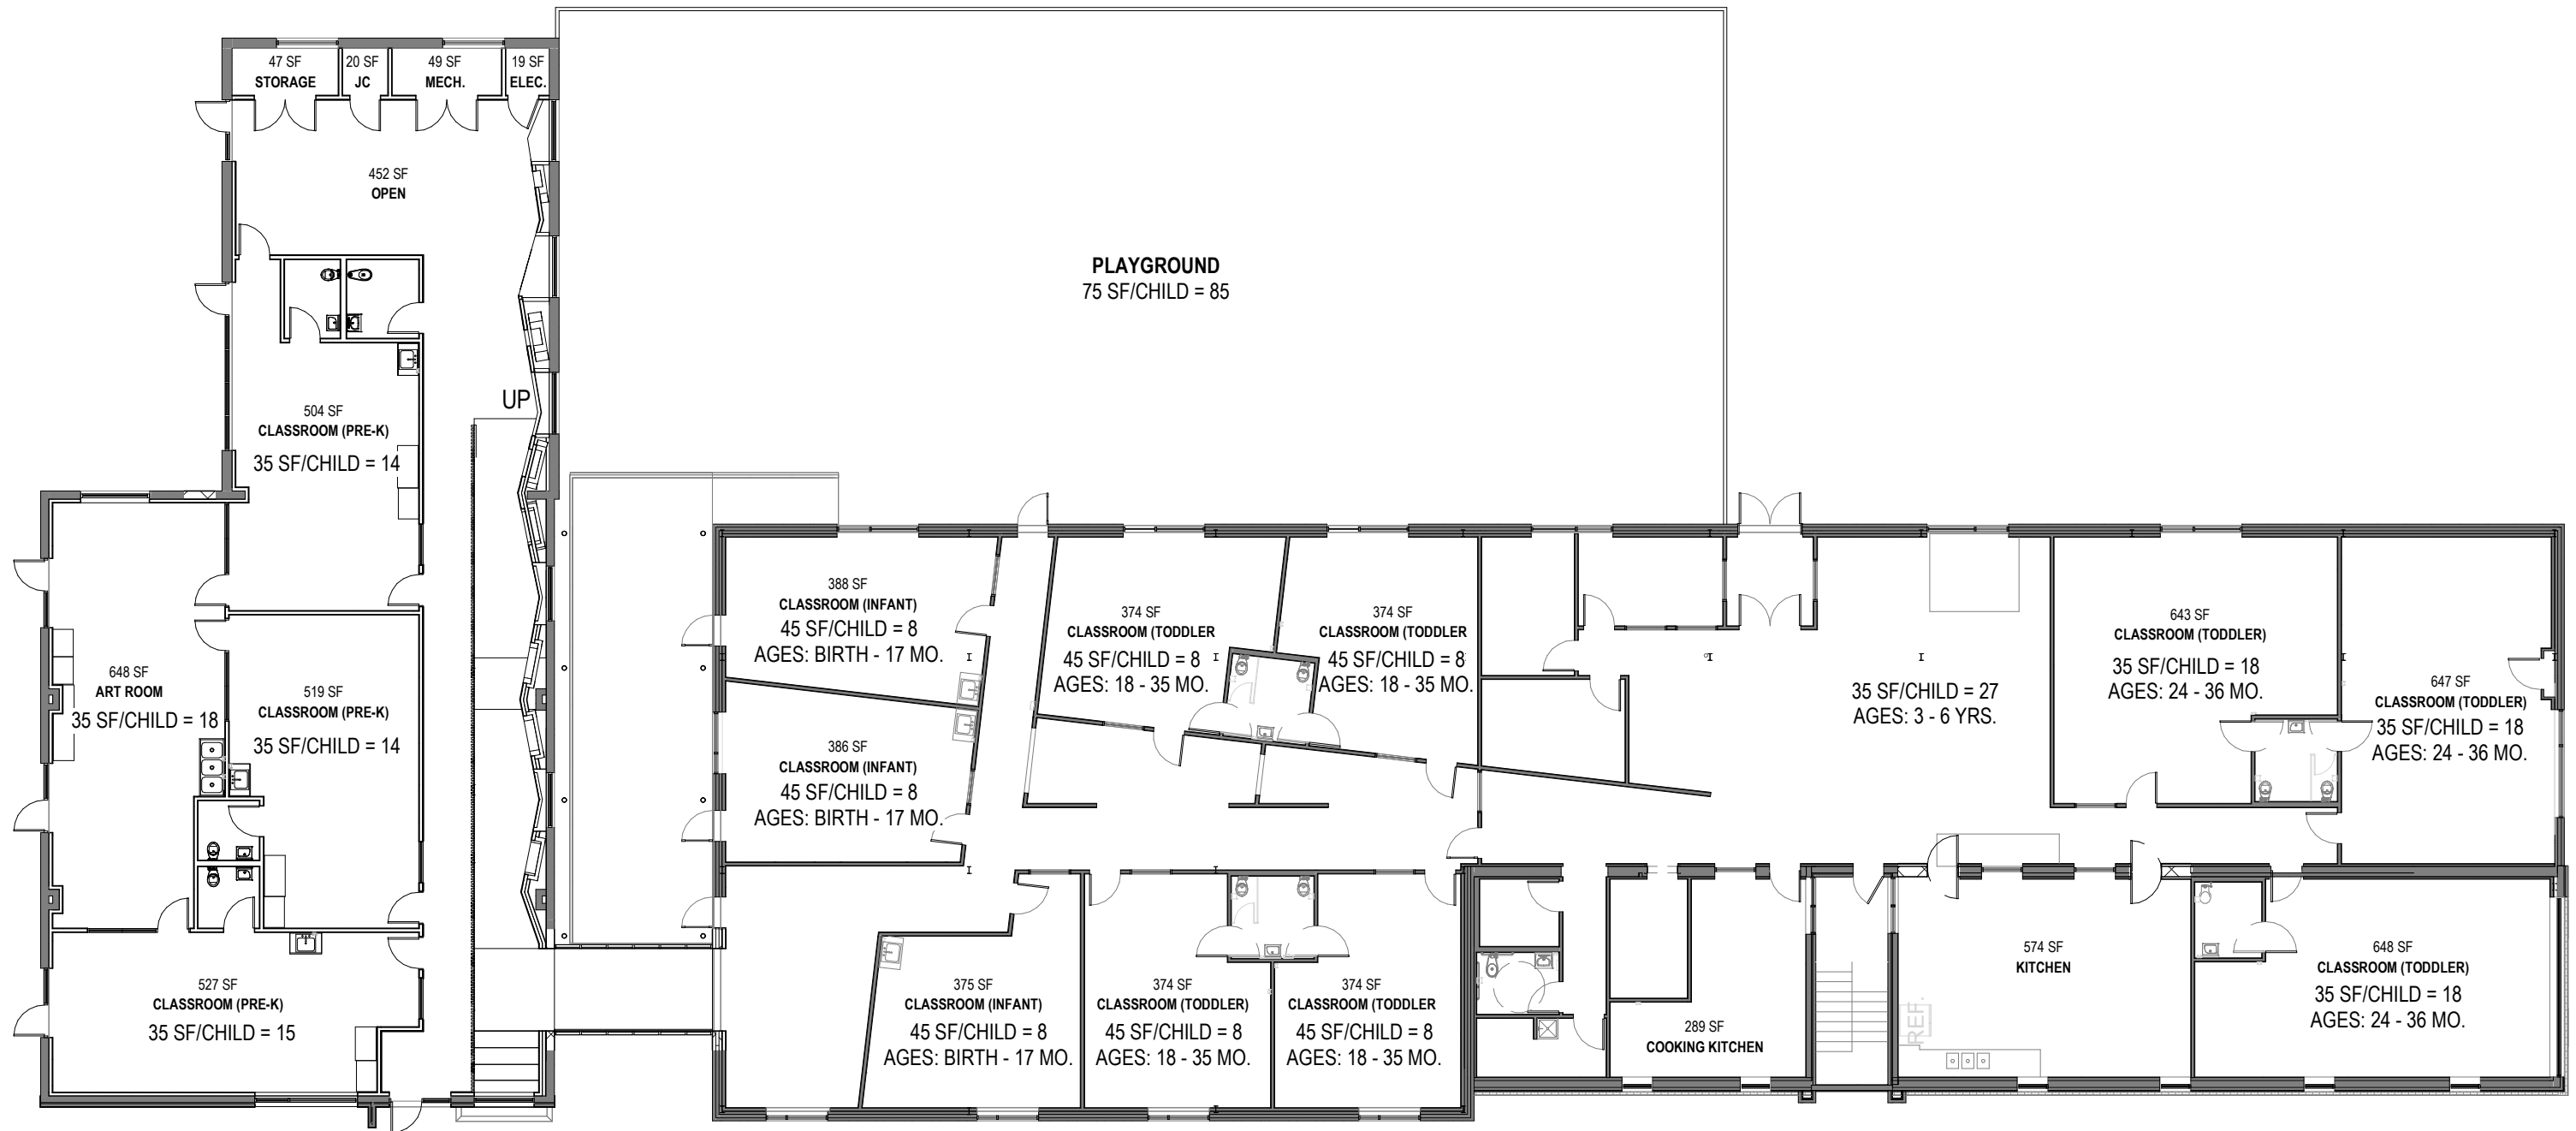 47 SF
STORAGE
20 SF
JC
49 SF
MECH.
19 SF
ELEC.
452 SF
OPEN
PLAYGROUND
75 SF/CHILD = 85
UP
504 SF
CLASSROOM (PRE-K)
35 SF/CHILD = 14
648 SF
ART ROOM
35 SF/CHILD = 18
519 SF
CLASSROOM (PRE-K)
35 SF/CHILD = 14
527 SF
CLASSROOM (PRE-K)
35 SF/CHILD = 15
388 SF
CLASSROOM (INFANT)
45 SF/CHILD = 8
AGES: BIRTH - 17 MO.
386 SF
CLASSROOM (INFANT)
45 SF/CHILD = 8
AGES: BIRTH - 17 MO.
374 SF
CLASSROOM (TODDLER
45 SF/CHILD = 8
AGES: 18 - 35 MO.
374 SF
CLASSROOM (TODDLER
45 SF/CHILD = 8
AGES: 18 - 35 MO.
35 SF/CHILD = 27
AGES: 3 - 6 YRS.
643 SF
CLASSROOM (TODDLER)
35 SF/CHILD = 18
AGES: 24 - 36 MO.
647 SF
CLASSROOM (TODDLER)
35 SF/CHILD = 18
AGES: 24 - 36 MO.
375 SF
CLASSROOM (INFANT)
45 SF/CHILD = 8
AGES: BIRTH - 17 MO.
374 SF
CLASSROOM (TODDLER)
45 SF/CHILD = 8
AGES: 18 - 35 MO.
374 SF
CLASSROOM (TODDLER
45 SF/CHILD = 8
AGES: 18 - 35 MO.
289 SF
COOKING KITCHEN
574 SF
KITCHEN
REF.
648 SF
CLASSROOM (TODDLER)
35 SF/CHILD = 18
AGES: 24 - 36 MO.